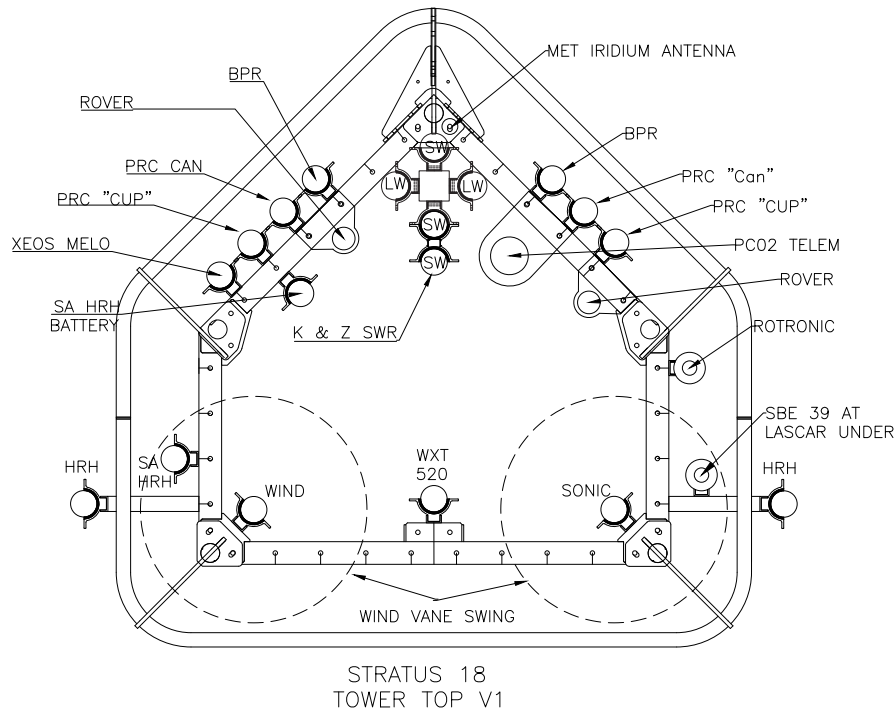 MET IRIDIUM ANTENNA
BPR
ROVER
BPR
PRC CAN
PRC "Can"
PRC "CUP"
PRC "CUP"
XEOS MELO
PCO2 TELEM
ROVER
SA HRH
BATTERY
K & Z SWR
ROTRONIC
SW
LW
LW
SW
SW
SBE 39 AT
LASCAR UNDER
HRH
SA
HRH
WIND
WXT
520
SONIC
HRH
WIND VANE SWING
STRATUS 18
TOWER TOP V1